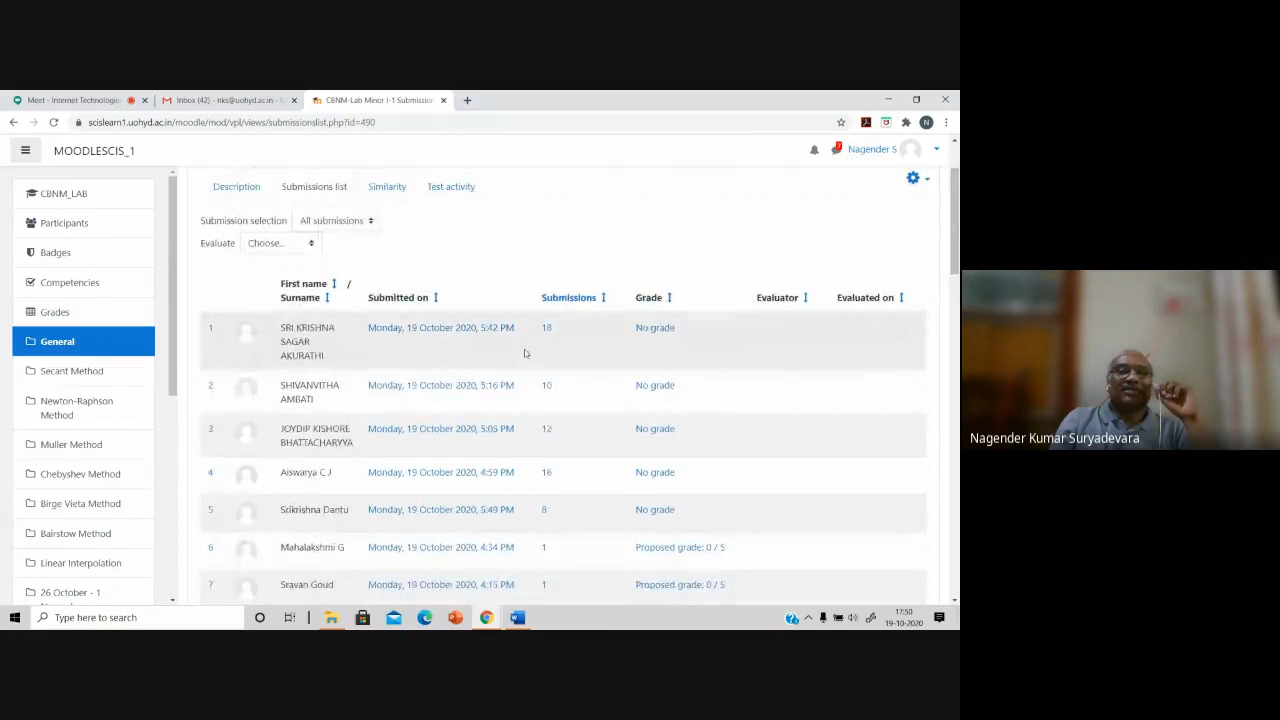 Meet - Internet Technologies
Inbox (42) - nks@uohyd.ac.in -
CBNM-Lab Minor I-1 Submission
scislearn1.uohyd.ac.in/moodle/mod/vpl/views/submissionslist.php?id=490
MOODLESCIS_1
Nagender S
CBNM_LAB
Participants
Badges
Competencies
Grades
General
Secant Method
Newton-Raphson
Method
Muller Method
Chebyshev Method
Birge Vieta Method
Bairstow Method
Linear Interpolation
26 October - 1
Description Submissions list Similarity Test activity
Submission selection All submissions
Evaluate Choose...
First name /
Surname Submitted on Submissions Grade Evaluator Evaluated on
1 SRI KRISHNA SAGAR AKURATHI Monday, 19 October 2020, 5:42 PM 18 No grade
2 SHIVANVITHA AMBATI Monday, 19 October 2020, 5:16 PM 10 No grade
3 JOYDIP KISHORE BHATTACHARYYA Monday, 19 October 2020, 5:05 PM 12 No grade
4 Aiswarya C J Monday, 19 October 2020, 4:59 PM 16 No grade
5 Srikrishna Dantu Monday, 19 October 2020, 5:49 PM 8 No grade
6 Mahalakshmi G Monday, 19 October 2020, 4:34 PM 1 Proposed grade: 0 / 5
7 Sravan Goud Monday, 19 October 2020, 4:15 PM 1 Proposed grade: 0 / 5
Type here to search
17:50
19-10-2020
Nagender Kumar Suryadevara